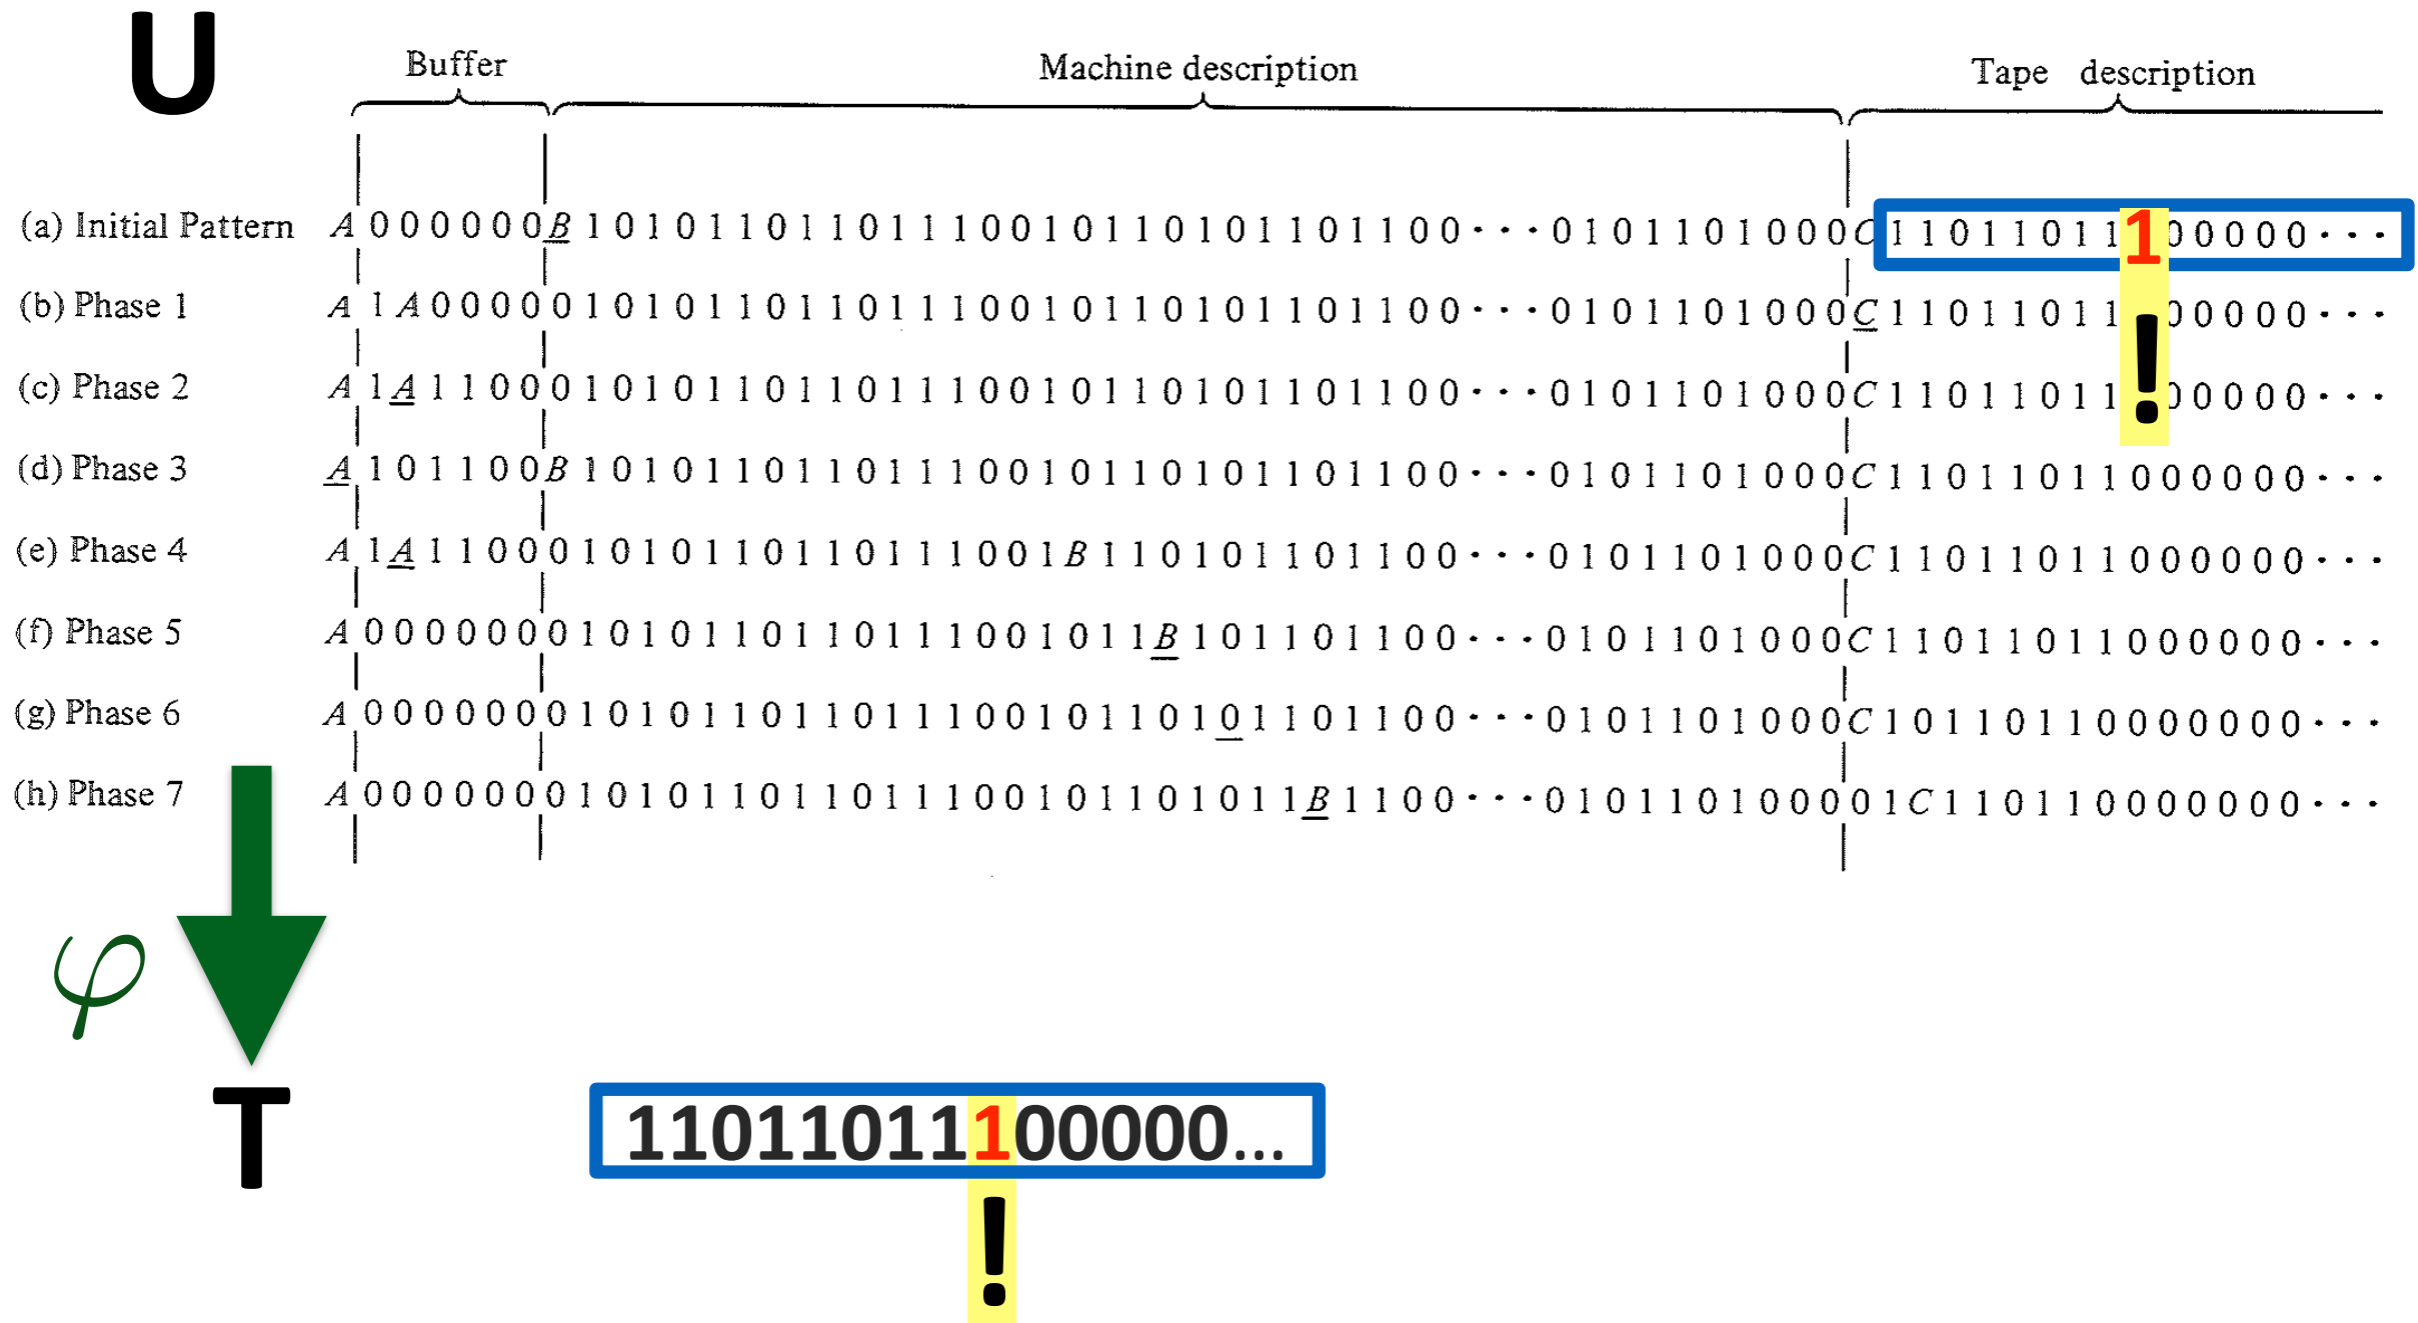 U
Buffer
Machine description
Tape description
(a) Initial Pattern A 0 0 0 0 0 0 B 1 0 1 0 1 1 0 1 1 0 1 1 1 0 0 1 0 1 1 0 1 0 1 1 0 1 1 0 0 · · · 0 1 0 1 1 0 1 0 0 0 C 1 1 0 1 1 0 1 1 1 0 0 0 0 0 · · ·
(b) Phase 1 A 1 A 0 0 0 0 0 1 0 1 0 1 1 0 1 1 0 1 1 1 0 0 1 0 1 1 0 1 0 1 1 0 1 1 0 0 · · · 0 1 0 1 1 0 1 0 0 0 C 1 1 0 1 1 0 1 1 0 0 0 0 0 · · ·
!
(c) Phase 2 A 1 A 1 1 0 0 0 1 0 1 0 1 1 0 1 1 0 1 1 1 0 0 1 0 1 1 0 1 0 1 1 0 1 1 0 0 · · · 0 1 0 1 1 0 1 0 0 0 C 1 1 0 1 1 0 1 1 0 0 0 0 0 · · ·
(d) Phase 3 A 1 0 1 1 0 0 B 1 0 1 0 1 1 0 1 1 0 1 1 1 0 0 1 0 1 1 0 1 0 1 1 0 1 1 0 0 · · · 0 1 0 1 1 0 1 0 0 0 C 1 1 0 1 1 0 1 1 0 0 0 0 0 0 · · ·
(e) Phase 4 A 1 A 1 1 0 0 0 1 0 1 0 1 1 0 1 1 0 1 1 1 0 0 1 B 1 1 0 1 0 1 1 0 1 1 0 0 · · · 0 1 0 1 1 0 1 0 0 0 C 1 1 0 1 1 0 1 1 0 0 0 0 0 0 · · ·
(f) Phase 5 A 0 0 0 0 0 0 0 1 0 1 0 1 1 0 1 1 0 1 1 1 0 0 1 0 1 1 B 1 0 1 1 0 1 1 0 0 · · · 0 1 0 1 1 0 1 0 0 0 C 1 1 0 1 1 0 1 1 0 0 0 0 0 0 · · ·
(g) Phase 6 A 0 0 0 0 0 0 0 1 0 1 0 1 1 0 1 1 0 1 1 1 0 0 1 0 1 1 0 1 0 1 1 0 1 1 0 0 · · · 0 1 0 1 1 0 1 0 0 0 C 1 0 1 1 0 1 1 0 0 0 0 0 0 0 · · ·
(h) Phase 7 A 0 0 0 0 0 0 0 1 0 1 0 1 1 0 1 1 0 1 1 1 0 0 1 0 1 1 0 1 0 1 1 B 1 1 0 0 · · · 0 1 0 1 1 0 1 0 0 0 0 1 C 1 1 0 1 1 0 0 0 0 0 0 0 · · ·
φ
T
11011011100000...
!